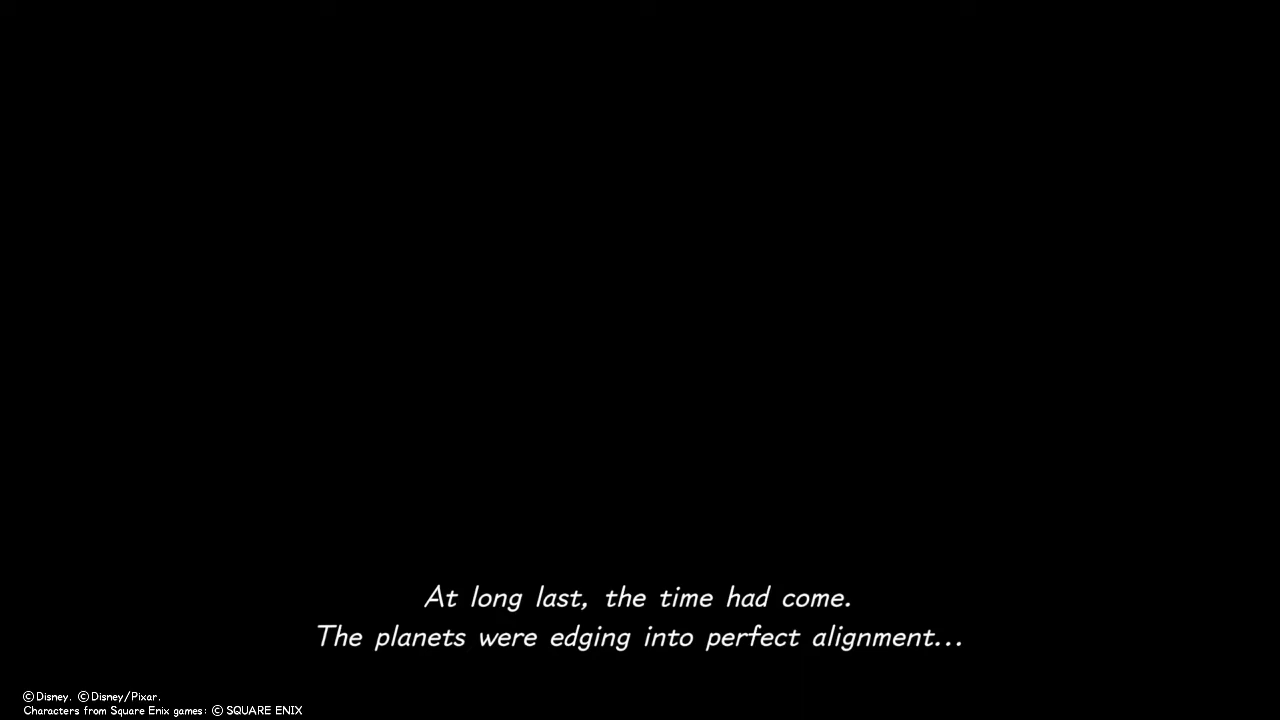 At long last, the time had come.
The planets were edging into perfect alignment...
©Disney. ©Disney/Pixar.
Characters from Square Enix games: © SQUARE ENIX